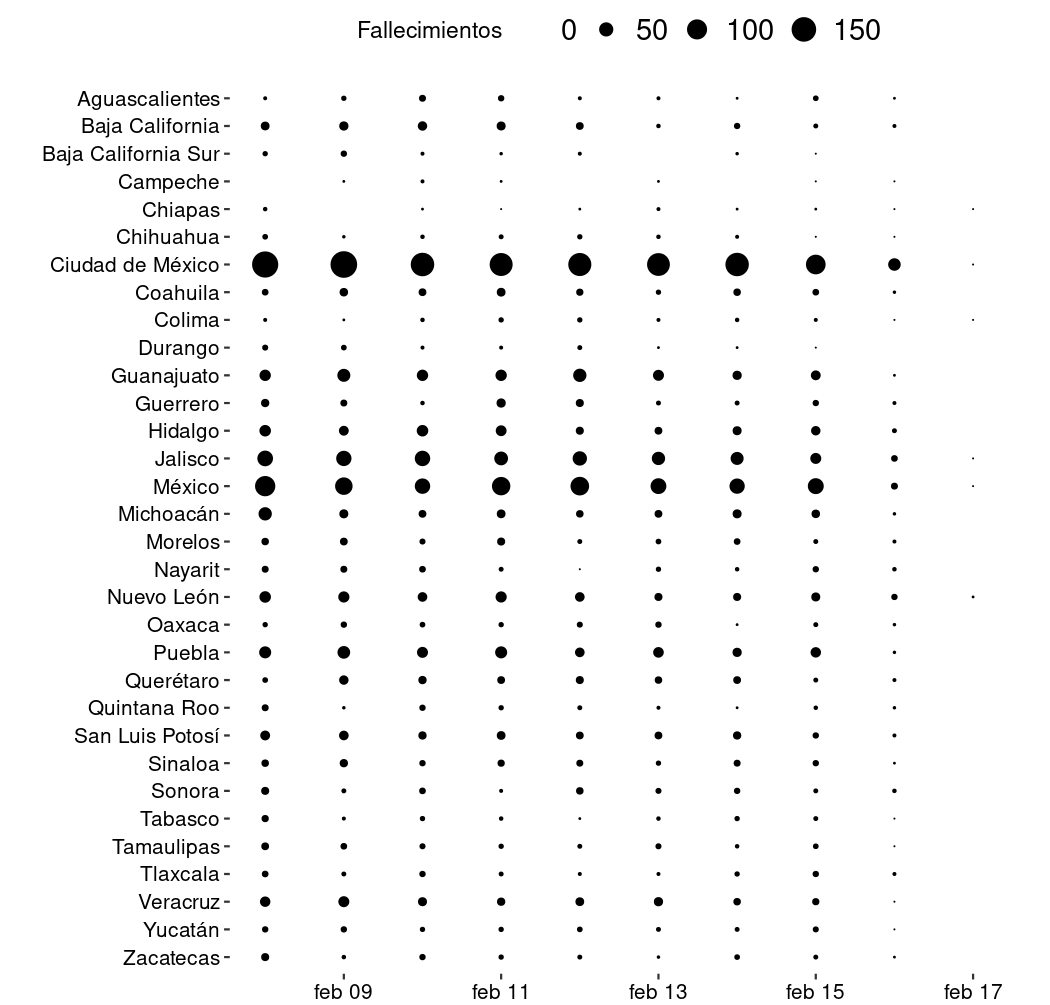 Fallecimientos 0 50 100 150
Aguascalientes
Baja California
Baja California Sur
Campeche
Chiapas
Chihuahua
Ciudad de México
Coahuila
Colima
Durango
Guanajuato
Guerrero
Hidalgo
Jalisco
México
Michoacán
Morelos
Nayarit
Nuevo León
Oaxaca
Puebla
Querétaro
Quintana Roo
San Luis Potosí
Sinaloa
Sonora
Tabasco
Tamaulipas
Tlaxcala
Veracruz
Yucatán
Zacatecas
feb 09 feb 11 feb 13 feb 15 feb 17